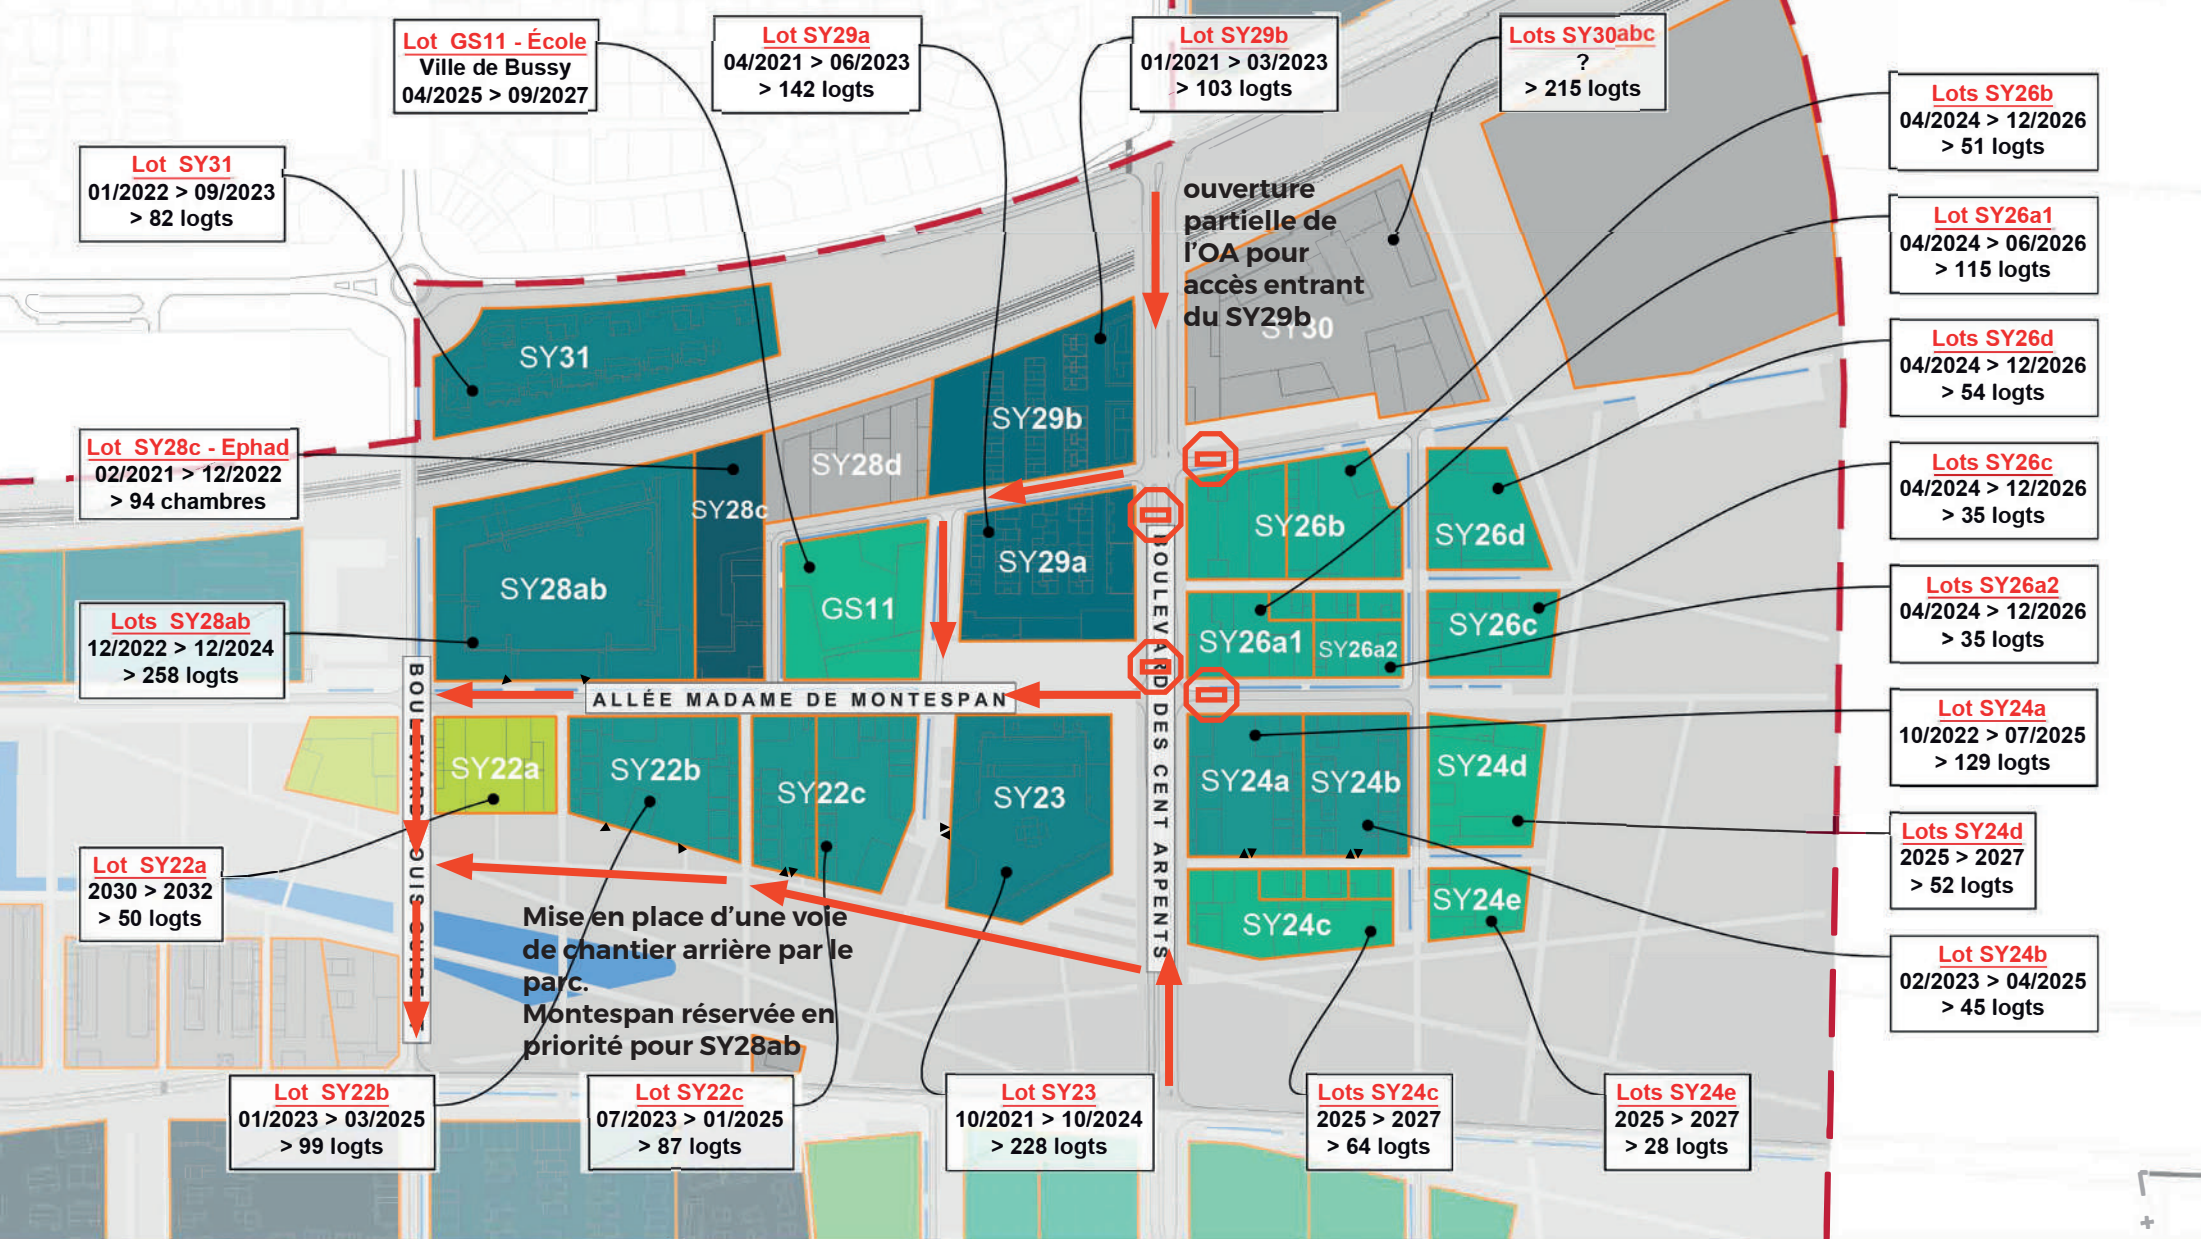 Lot GS11 - École
Ville de Bussy
04/2025 > 09/2027
Lot SY29a
04/2021 > 06/2023
> 142 logts
Lot SY29b
01/2021 > 03/2023
> 103 logts
Lots SY30abc
?
> 215 logts
Lots SY26b
04/2024 > 12/2026
> 51 logts
Lot SY31
01/2022 > 09/2023
> 82 logts
ouverture
partielle de
l'OA pour
accès entrant
du SY29b
SY30
Lot SY26a1
04/2024 > 06/2026
> 115 logts
Lots SY26d
04/2024 > 12/2026
> 54 logts
SY31
SY29b
SY28d
Lot SY28c - Ephad
02/2021 > 12/2022
> 94 chambres
SY28c
Lots SY26c
04/2024 > 12/2026
> 35 logts
SY26b
SY26d
SY29a
SY28ab
GS11
Lots SY28ab
12/2022 > 12/2024
> 258 logts
SY26a1
SY26a2
SY26c
Lots SY26a2
04/2024 > 12/2026
> 35 logts
ALLÉE MADAME DE MONTESPAN
BOULEVARD DES CENT ARPENTS
Lot SY24a
10/2022 > 07/2025
> 129 logts
SY22a
SY22b
SY22c
SY23
SY24a
SY24b
SY24d
Lots SY24d
2025 > 2027
> 52 logts
Lot SY22a
2030 > 2032
> 50 logts
SY24c
SY24e
Mise en place d'une voie
de chantier arrière par le
parc.
Montespan réservée en
priorité pour SY28ab
Lot SY24b
02/2023 > 04/2025
> 45 logts
Lot SY22b
01/2023 > 03/2025
> 99 logts
Lot SY22c
07/2023 > 01/2025
> 87 logts
Lot SY23
10/2021 > 10/2024
> 228 logts
Lots SY24c
2025 > 2027
> 64 logts
Lots SY24e
2025 > 2027
> 28 logts